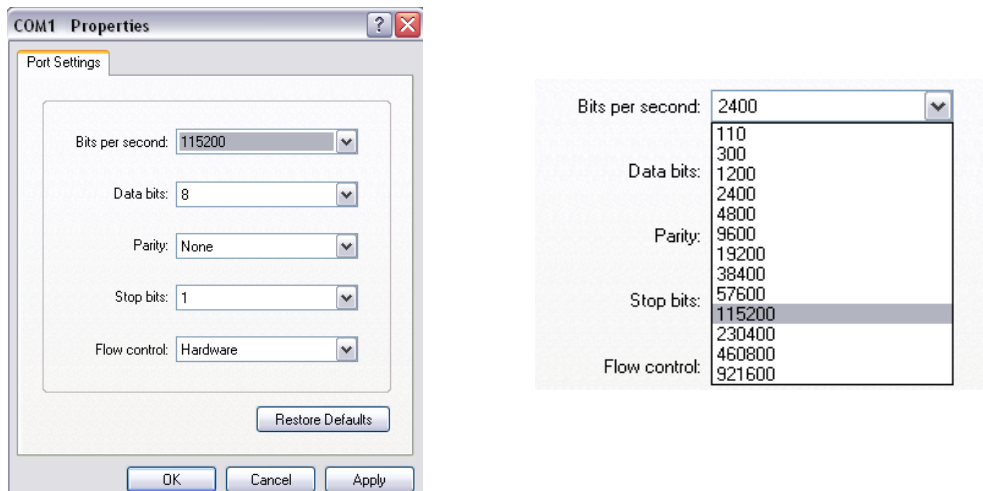 COM1 Properties
?
X
Port Settings
Bits per second: 115200
Data bits: 8
Parity: None
Stop bits: 1
Flow control: Hardware
Restore Defaults
OK Cancel Apply
Bits per second: 2400
110
300
Data bits: 1200
2400
4800
Parity: 9600
19200
38400
Stop bits: 57600
115200
230400
Flow control: 460800
921600